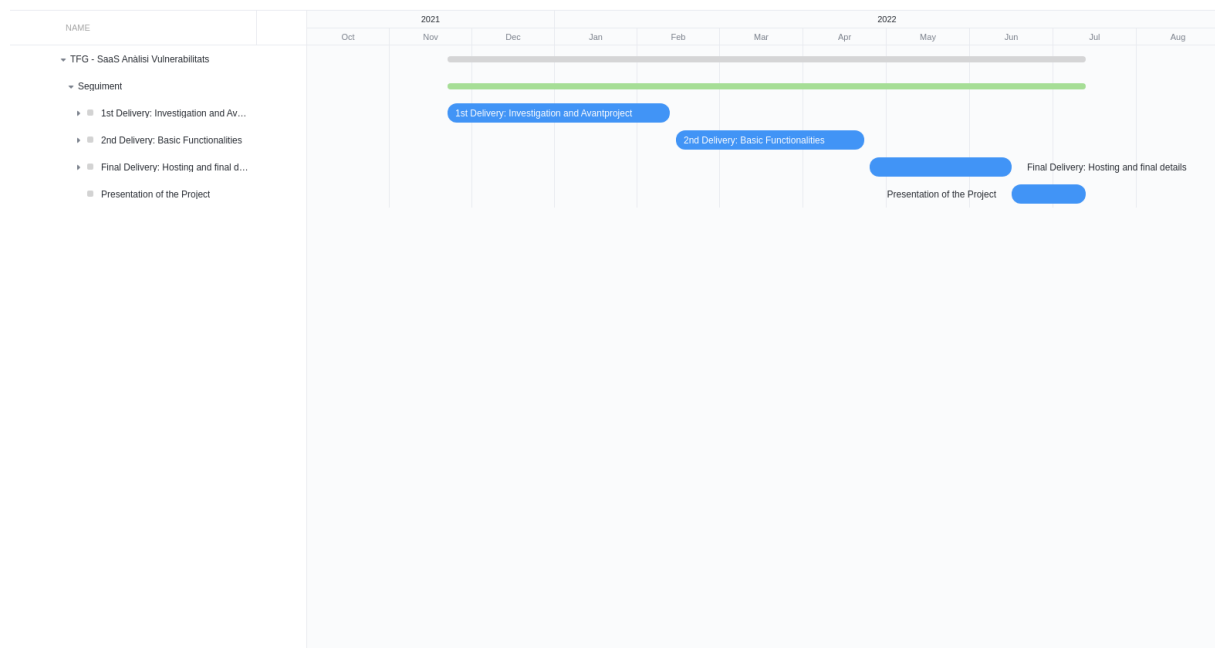 NAME
2021 2022
Oct Nov Dec Jan Feb Mar Apr May Jun Jul Aug
TFG - SaaS Anàlisi Vulnerabilitats
Seguiment
1st Delivery: Investigation and Av… 1st Delivery: Investigation and Avantproject
2nd Delivery: Basic Functionalities 2nd Delivery: Basic Functionalities
Final Delivery: Hosting and final d… Final Delivery: Hosting and final details
Presentation of the Project Presentation of the Project